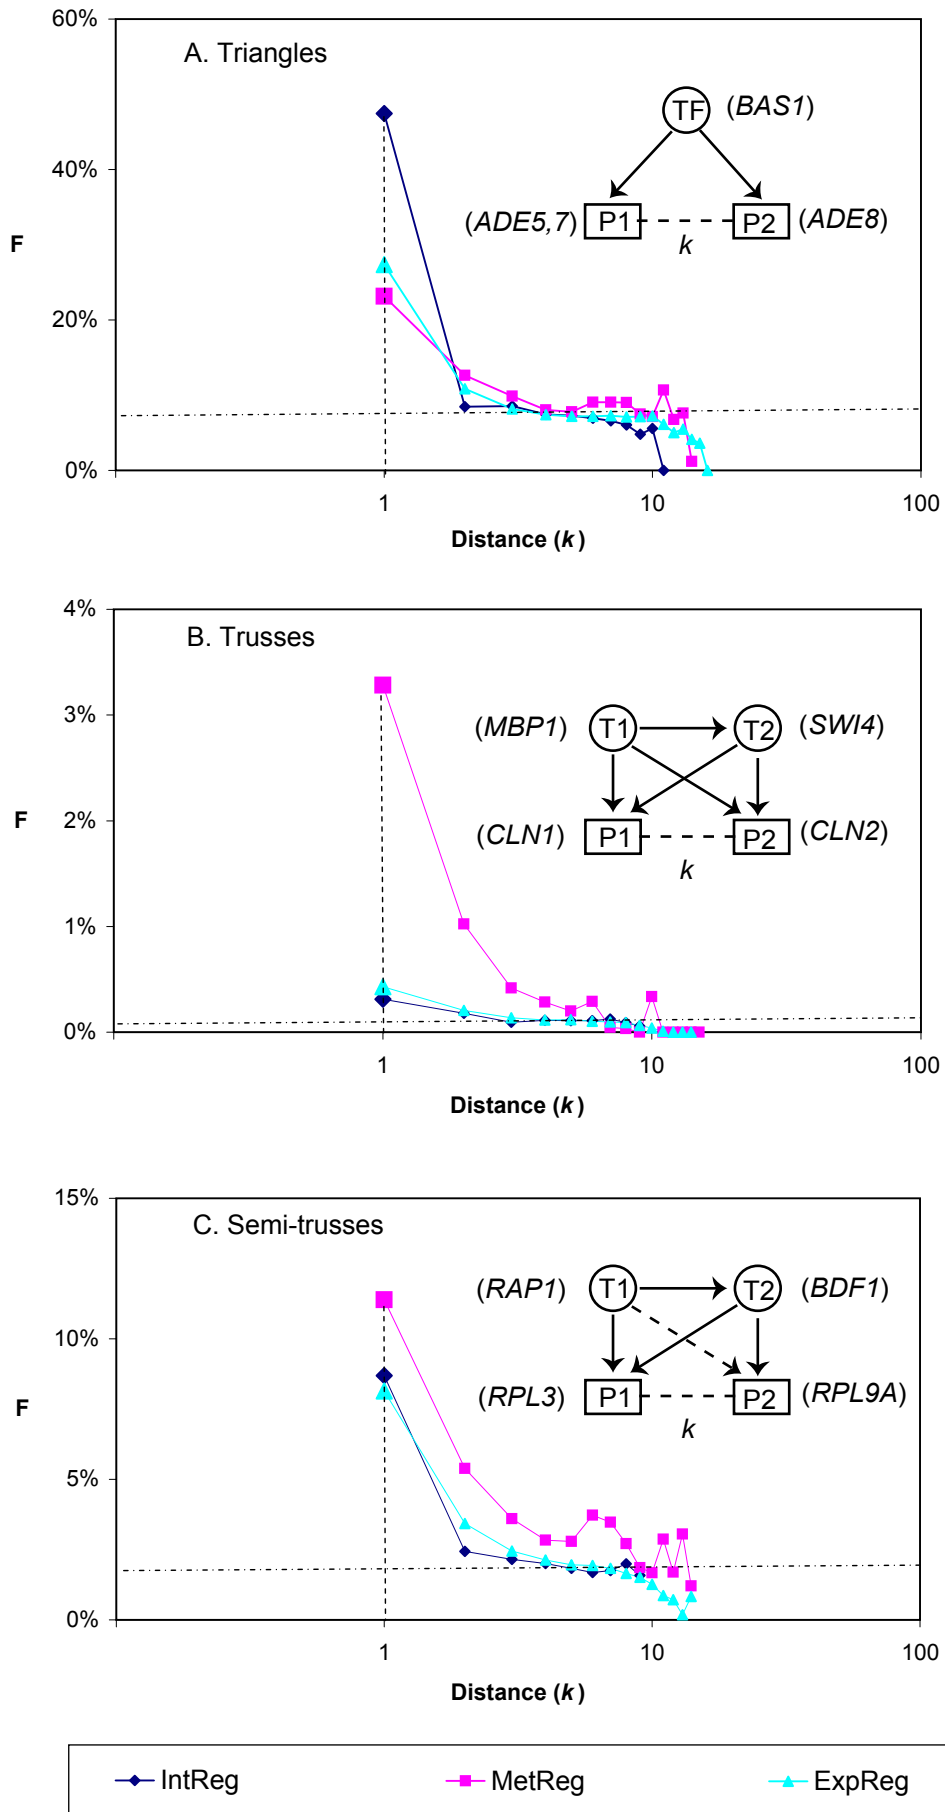 60%
A. Triangles
TF (BAS1)
40%
(ADE5,7) P1 P2 (ADE8)
k
F
20%
0%
1 10 100
Distance (k)
4%
B. Trusses
3%
(MBP1) T1 T2 (SWI4)
2%
F
(CLN1) P1 P2 (CLN2)
k
1%
0%
1 10 100
Distance (k)
15%
C. Semi-trusses
(RAP1) T1 T2 (BDF1)
10%
(RPL3) P1 P2 (RPL9A)
F
k
5%
0%
1 10 100
Distance (k)
IntReg MetReg ExpReg